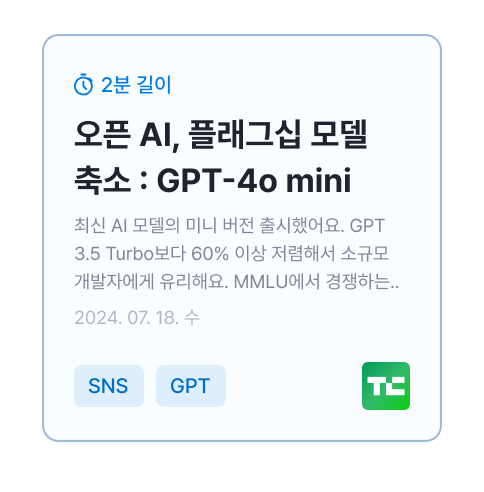 2분 길이
오픈 AI, 플래그십 모델
축소 : GPT-4o mini
최신 AI 모델의 미니 버전 출시했어요. GPT
3.5 Turbo보다 60% 이상 저렴해서 소규모
개발자에게 유리해요. MMLU에서 경쟁하는..
2024. 07. 18. 수
SNS GPT TC